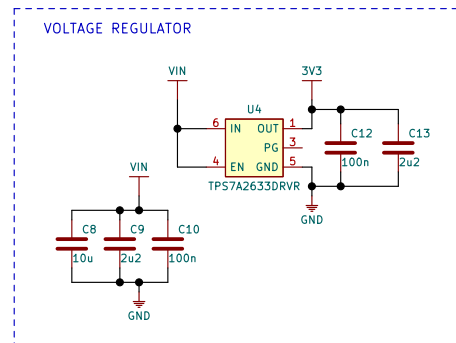 VOLTAGE REGULATOR
VIN
3V3
U4
6 IN OUT 1
PG 3
4 EN GND 5
TPS7A2633DRVR
C12
100n
C13
2u2
GND
VIN
C8
10u
C9
2u2
C10
100n
GND